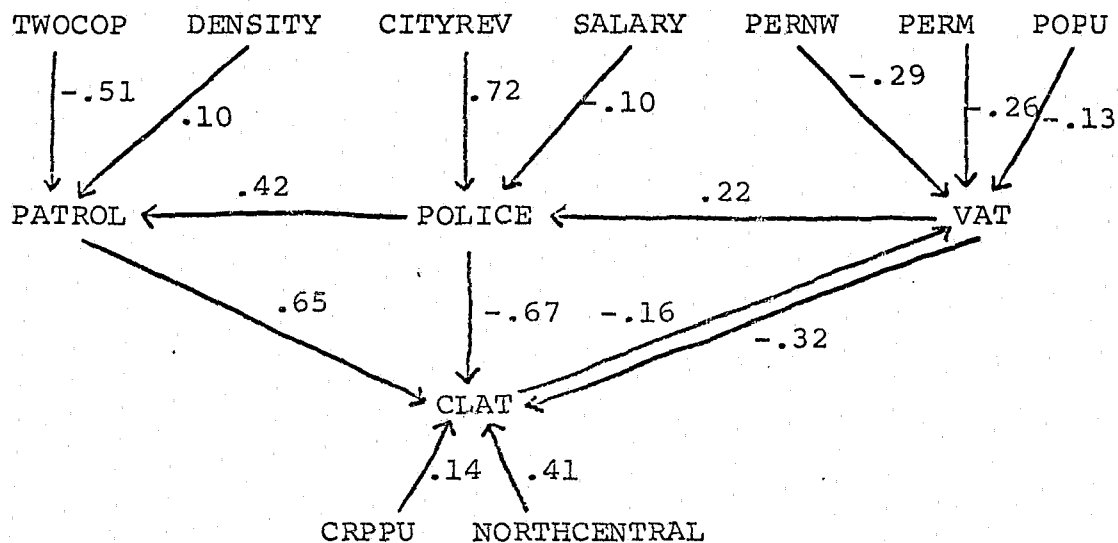 TWOCOP DENSITY CITYREV SALARY PERNW PERM POPU
-.51 .10 .72 -.10 -.29 -.26 -.13
.42 .22
PATROL POLICE VAT
.65 -.67 -.16 -.32
CLAT
.14 .41
CRPPU NORTHCENTRAL